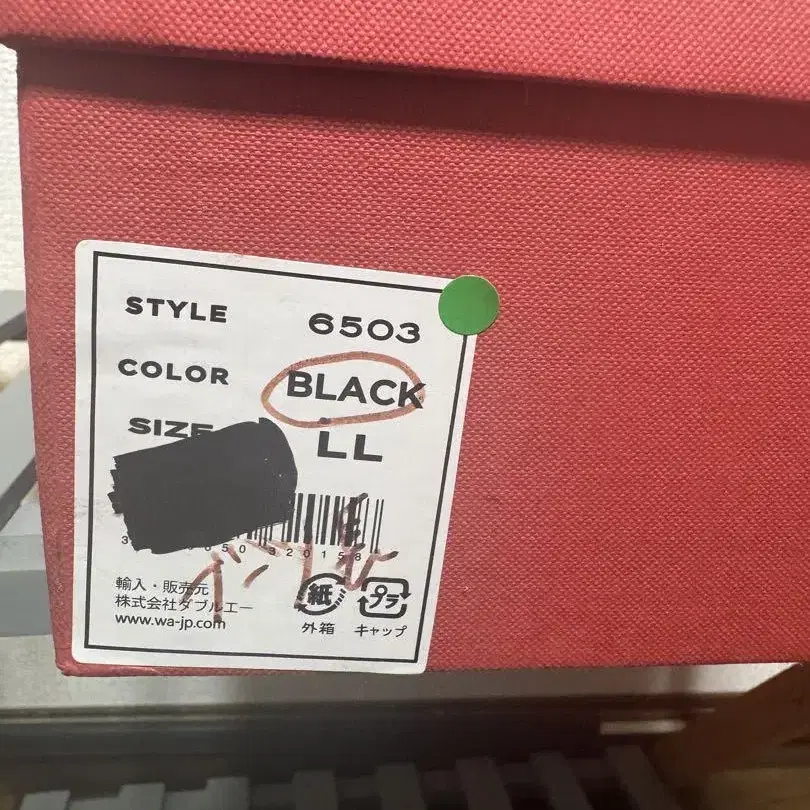 STYLE 6503
COLOR BLACK
SIZE LL
320158
輸入・販売元
株式会社ダブルエー
www.wa-jp.com
紙 プラ
外箱 キャップ